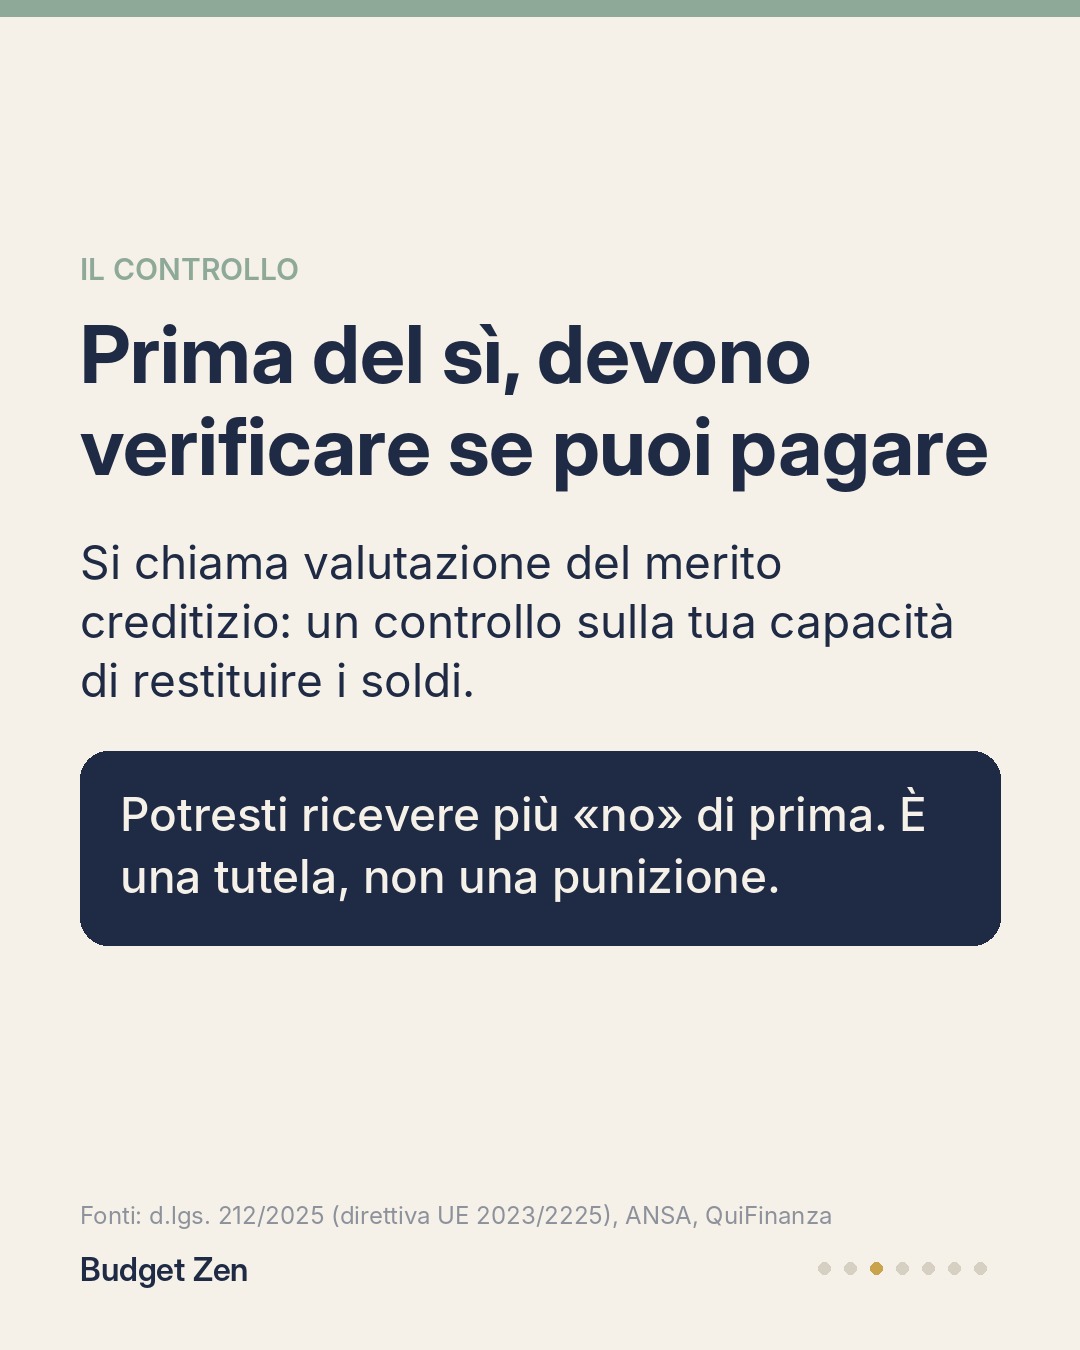 IL CONTROLLO
Prima del sì, devono
verificare se puoi pagare
Si chiama valutazione del merito
creditizio: un controllo sulla tua capacità
di restituire i soldi.
Potresti ricevere più «no» di prima. È
una tutela, non una punizione.
Fonti: d.lgs. 212/2025 (direttiva UE 2023/2225), ANSA, QuiFinanza
Budget Zen